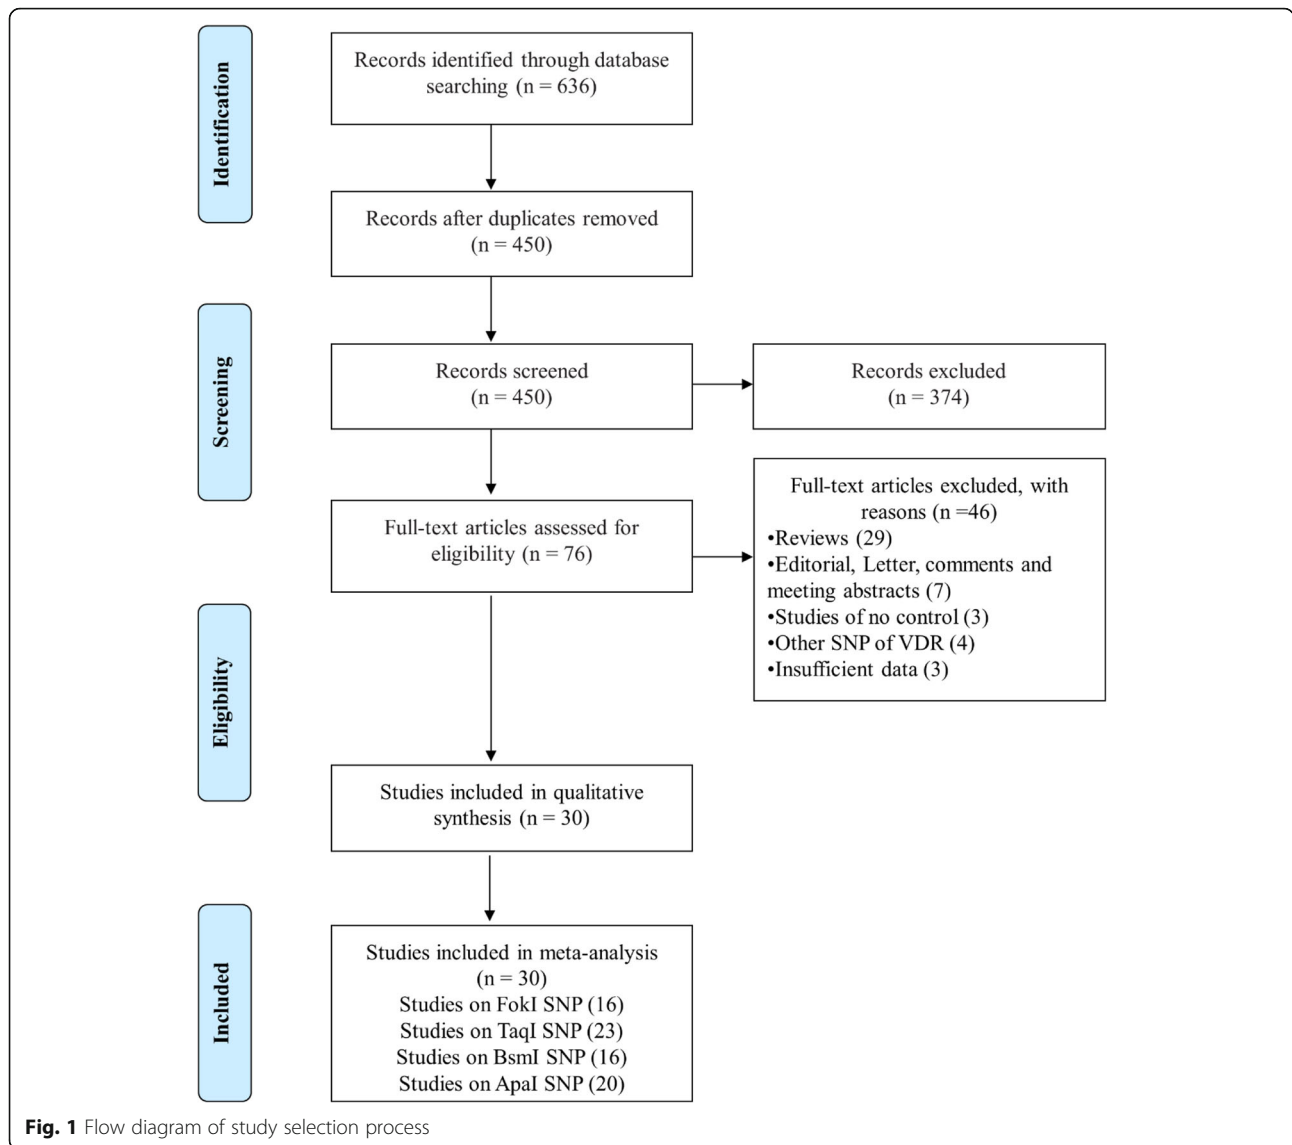 Identification
Records identified through database
searching (n = 636)
Records after duplicates removed
(n = 450)
Screening
Records screened
(n = 450)
Records excluded
(n = 374)
Full-text articles assessed for
eligibility (n = 76)
Full-text articles excluded, with
reasons (n =46)
•Reviews (29)
•Editorial, Letter, comments and
meeting abstracts (7)
•Studies of no control (3)
•Other SNP of VDR (4)
•Insufficient data (3)
Eligibility
Studies included in qualitative
synthesis (n = 30)
Included
Studies included in meta-analysis
(n = 30)
Studies on FokI SNP (16)
Studies on TaqI SNP (23)
Studies on BsmI SNP (16)
Studies on ApaI SNP (20)
Fig. 1 Flow diagram of study selection process